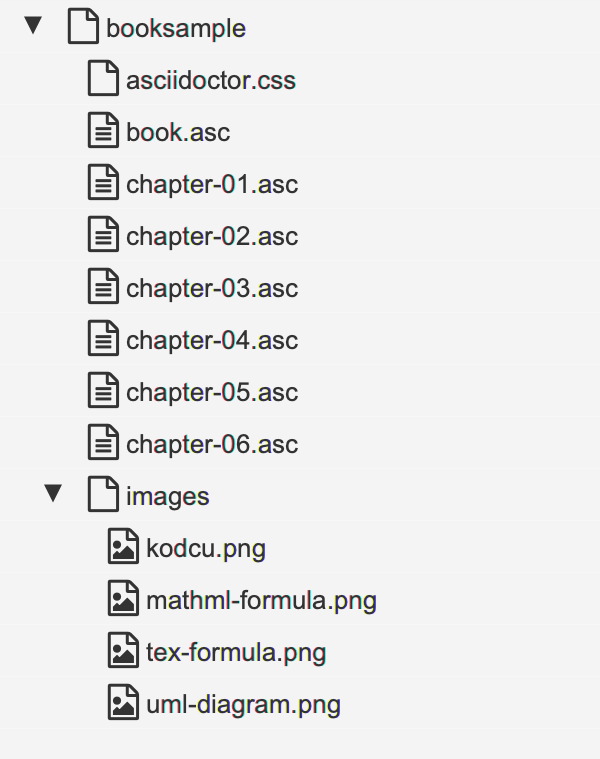 booksample
asciidoctor.css
book.asc
chapter-01.asc
chapter-02.asc
chapter-03.asc
chapter-04.asc
chapter-05.asc
chapter-06.asc
images
kodcu.png
mathml-formula.png
tex-formula.png
uml-diagram.png